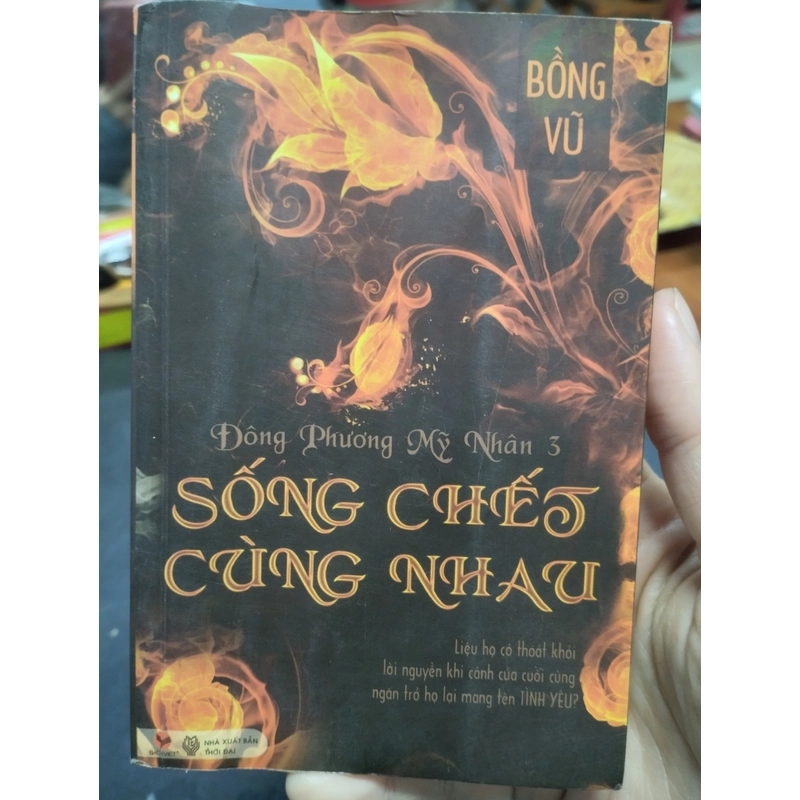 BỒNG
VŨ
Đông Phương Mỹ Nhân 3
SỐNG CHẾT
CÙNG NHAU
Liệu họ có thoát khỏi
lời nguyền khi cánh cửa cuối cùng
ngăn trở họ lại mang tên TÌNH YÊU?
NHÀ XUẤT BẢN
THỜI ĐẠI